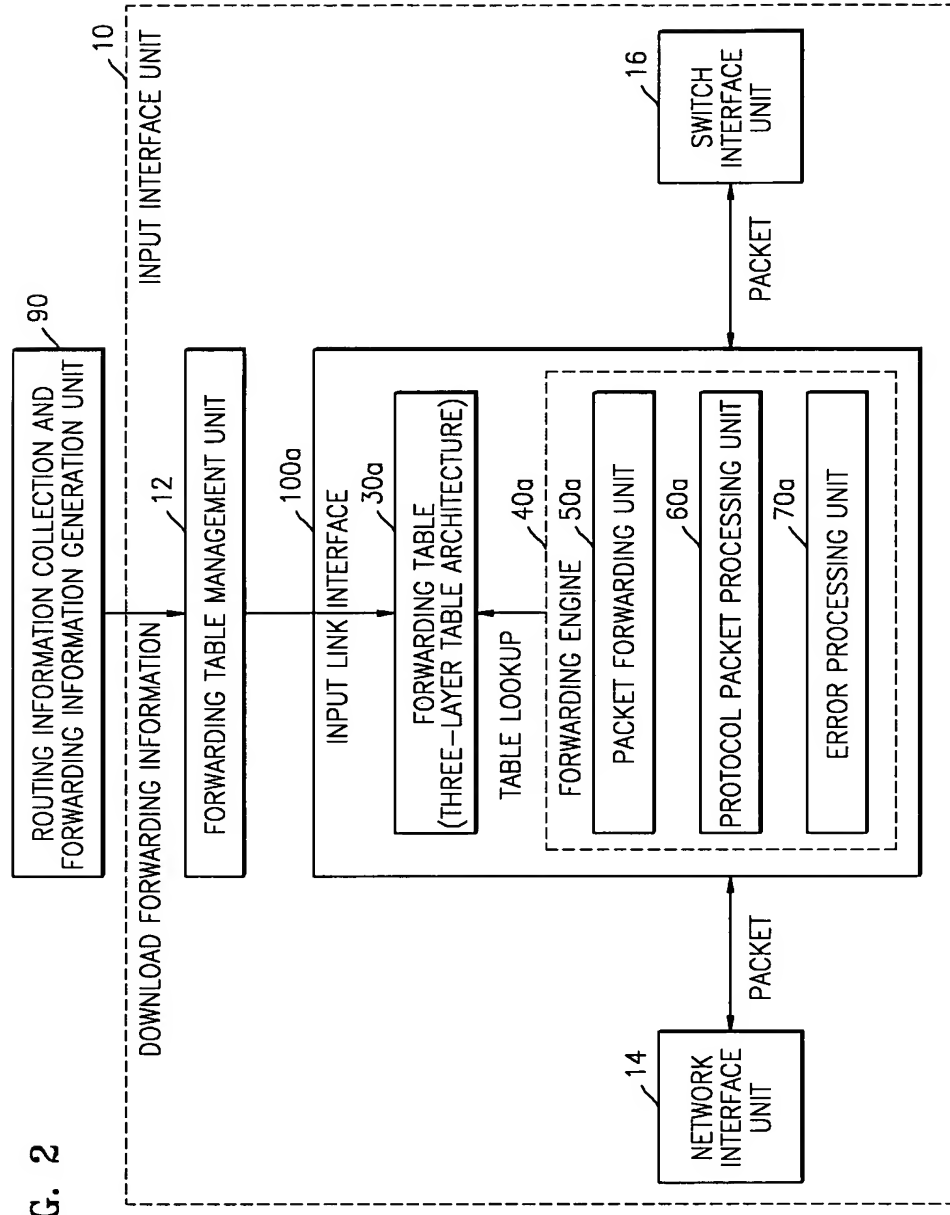 G. 2
ROUTING INFORMATION COLLECTION AND
FORWARDING INFORMATION GENERATION UNIT
90
10
DOWNLOAD FORWARDING INFORMATION
INPUT INTERFACE UNIT
12
FORWARDING TABLE MANAGEMENT UNIT
100a
INPUT LINK INTERFACE
30a
FORWARDING TABLE
(THREE-LAYER TABLE ARCHITECTURE)
TABLE LOOKUP
40a
FORWARDING ENGINE
50a
PACKET FORWARDING UNIT
60a
PROTOCOL PACKET PROCESSING UNIT
70a
ERROR PROCESSING UNIT
14
NETWORK
INTERFACE
UNIT
PACKET
PACKET
16
SWITCH
INTERFACE
UNIT